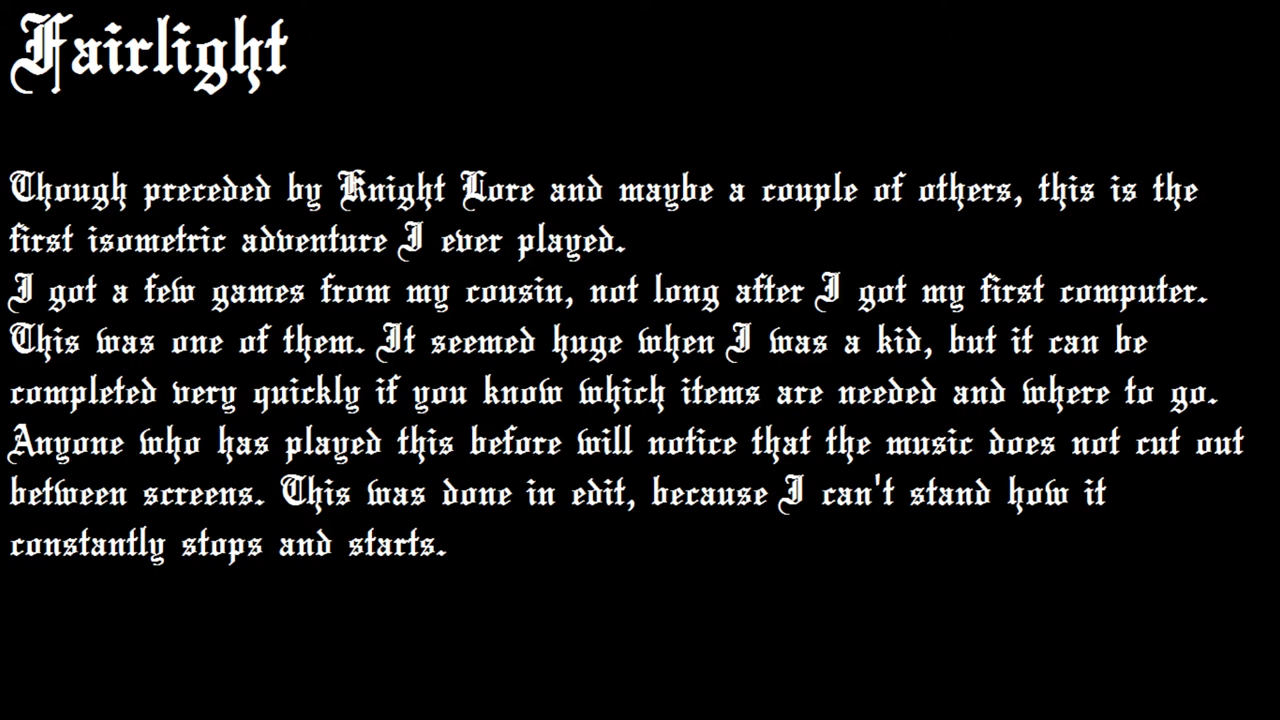 Fairlight
Though preceded by Knight Lore and maybe a couple of others, this is the
first isometric adventure I ever played.
I got a few games from my cousin, not long after I got my first computer.
This was one of them. It seemed huge when I was a kid, but it can be
completed very quickly if you know which items are needed and where to go.
Anyone who has played this before will notice that the music does not cut out
between screens. This was done in edit, because I can't stand how it
constantly stops and starts.